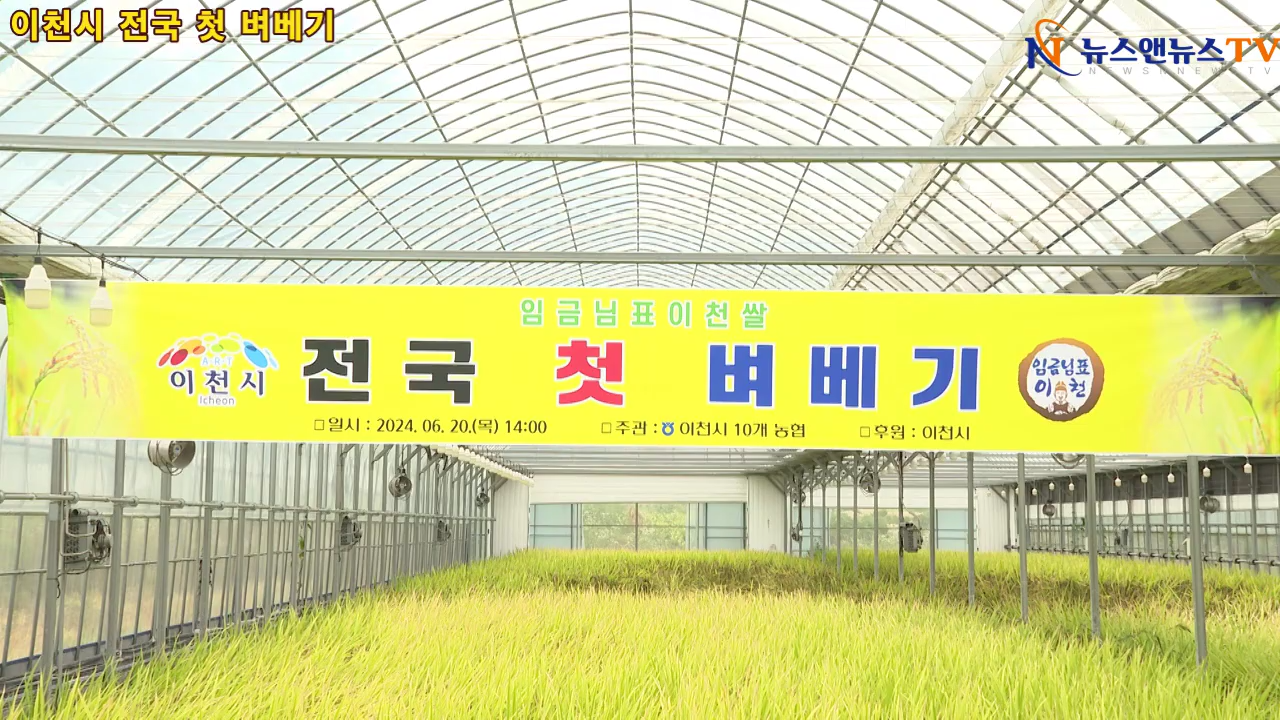 이천시 전국 첫 벼베기
뉴스앤뉴스TV
NEWSNNEWSTV
임금님표이천쌀
ART
이천시
Icheon
전국 첫 벼베기
임금님표
이천
□일시 : 2024. 06. 20.(목) 14:00 □주관 : 이천시 10개 농협 □후원 : 이천시